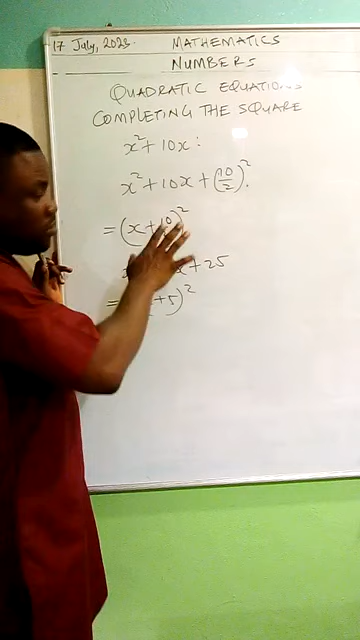 17 July, 2023. MATHEMATICS
NUMBERS
QUADRATIC EQUATIONS
COMPLETING THE SQUARE
x² + 10x :
x² + 10x + (10/2)².
= (x + 10)²
x + 25
= + 5)²